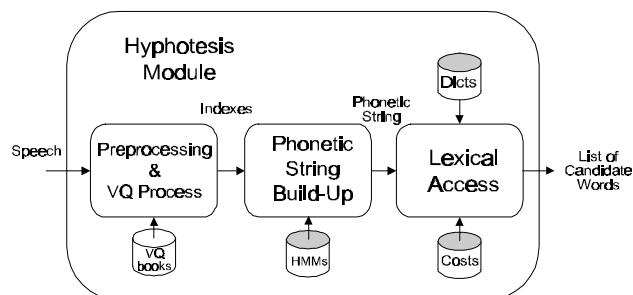 Hyphotesis
Module
Dicts
Indexes
Phonetic
String
Speech
Preprocessing
&
VQ Process
Phonetic
String
Build-Up
Lexical
Access
List of
Candidate
Words
VQ
books
HMMs
Costs